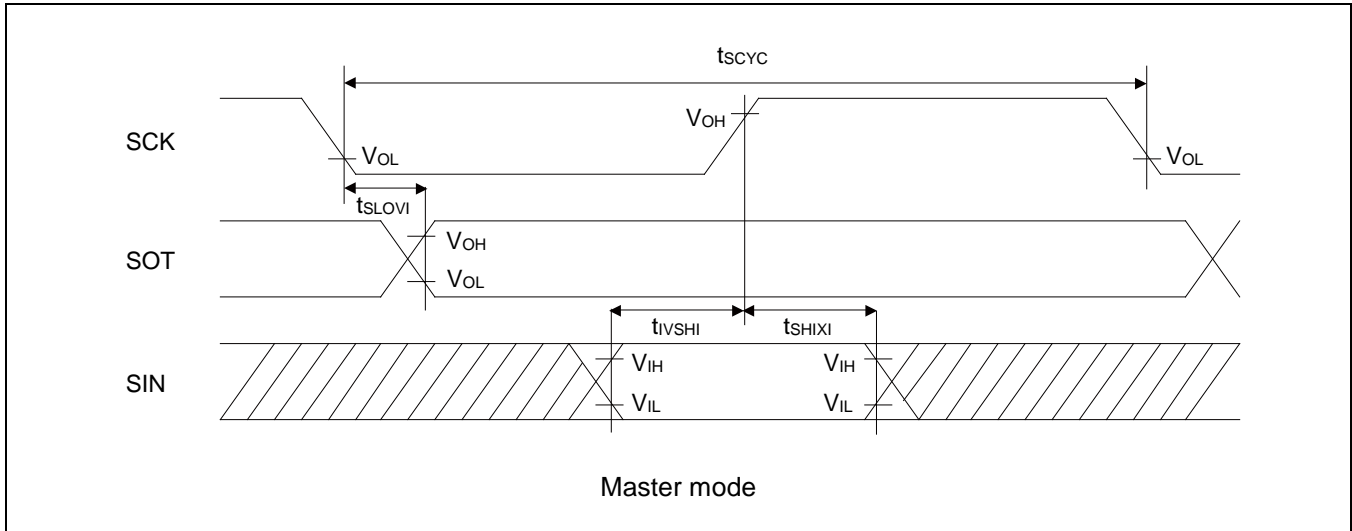 tSCYC
SCK
VOH
VOL
VOL
tSLOVI
SOT
VOH
VOL
tIVSHI
tSHIXI
SIN
VIH
VIH
VIL
VIL
Master mode